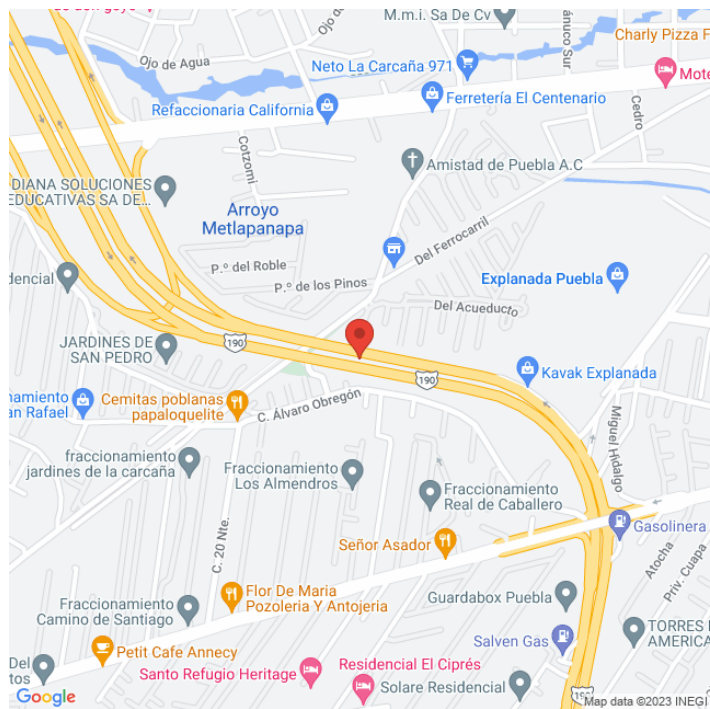 M.m.i. Sa De Cv
Ojo de Agua
Neto La Carcaña 971
Charly Pizza F
Mote
Refaccionaria California
Ferretería El Centenario
Cedro
Cotzomi
Amistad de Puebla A.C
DIANA SOLUCIONES
EDUCATIVAS SA DE...
Arroyo
Metlapanapa
Del Ferrocarril
P.º del Roble
P.º de los Pinos
Explanada Puebla
dencial
Del Acueducto
JARDINES DE
SAN PEDRO
190
190
Kavak Explanada
namiento
an Rafael
Cemitas poblanas
papaloquelite
C. Álvaro Obregón
Miguel Hidalgo
fraccionamiento
jardines de la carcaña
Fraccionamiento
Los Almendros
Fraccionamiento
Real de Caballero
Gasolinera
Señor Asador
C. 20 Nte.
Atocha
Priv. Cuapa
Flor De Maria
Pozoleria Y Antojeria
Guardabox Puebla
Fraccionamiento
Camino de Santiago
TORRES
AMERICA
Salven Gas
Petit Cafe Annecy
Del
tos
Santo Refugio Heritage
Residencial El Ciprés
Solare Residencial
Google
Map data ©2023 INEGI